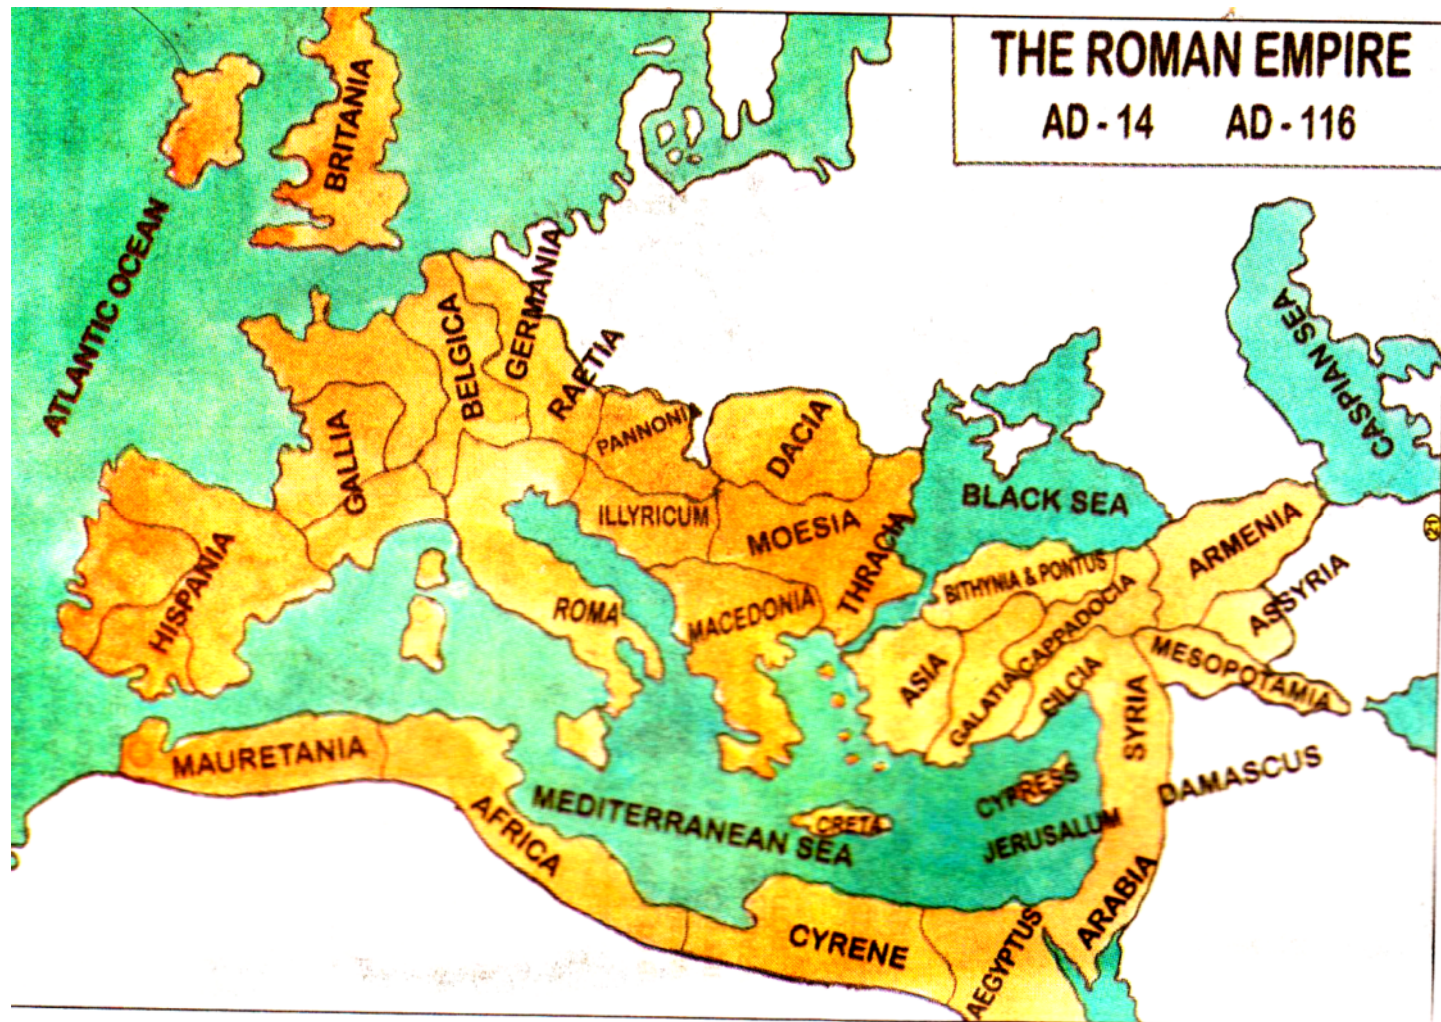 THE ROMAN EMPIRE
AD - 14 AD - 116
BRITANIA
ATLANTIC OCEAN
GERMANIA
BELGICA
RAETIA
GALLIA
PANNONIA
DACIA
CASPIAN SEA
BLACK SEA
ILLYRICUM
MOESIA
THRACIA
HISPANIA
ARMENIA
ASSYRIA
BITHYNIA & PONTUS
ROMA
MACEDONIA
CAPPADOCIA
MESOPOTAMIA
ASIA
GALATIA
SILCIA
SYRIA
MAURETANIA
DAMASCUS
AFRICA
MEDITERRANEAN SEA
CYPRESS
CRETA
JERUSALUM
ARABIA
CYRENE
AEGYPTUS